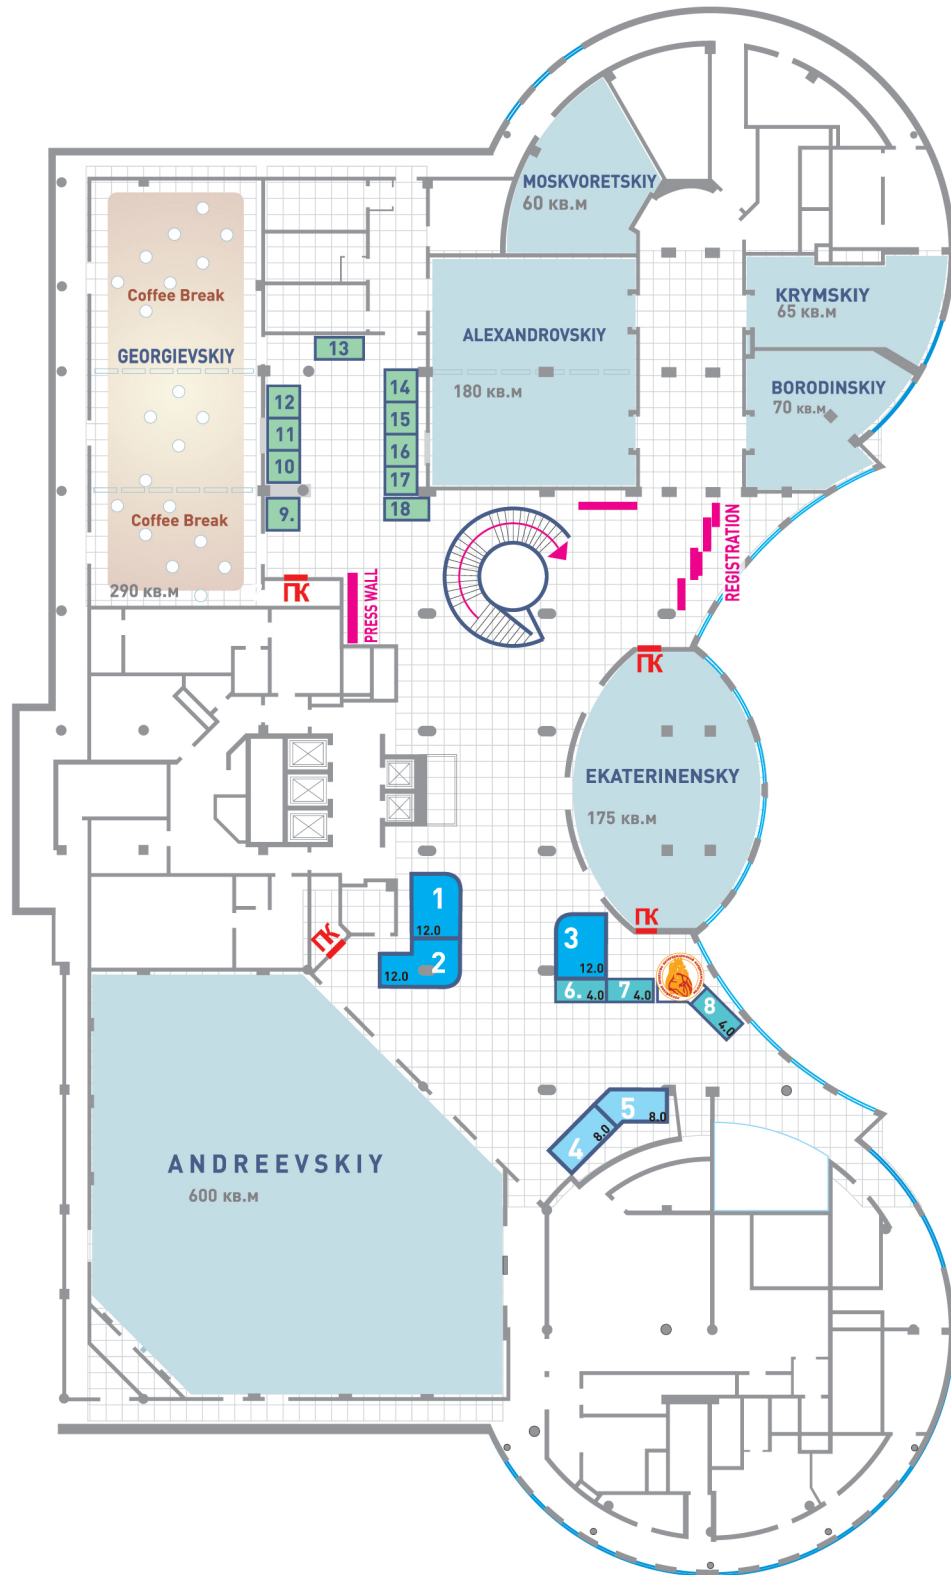 MOSKVORETSKIY
60 КВ.М
Coffee Break
KRYMSKIY
65 КВ.М
GEORGIEVSKIY
13
ALEXANDROVSKIY
180 КВ.М
BORODINSKIY
70 КВ.М
12
11
10
9.
14
15
16
17
18
Coffee Break
290 КВ.М
ПК
PRESS WALL
REGISTRATION
ПК
EKATERINENSKY
175 КВ.М
1
12.0
2
12.0
ПК
ПК
3
12.0
6. 4.0
7 4.0
8
4.0
5
8.0
4
8.0
ANDREEVSKIY
600 КВ.М